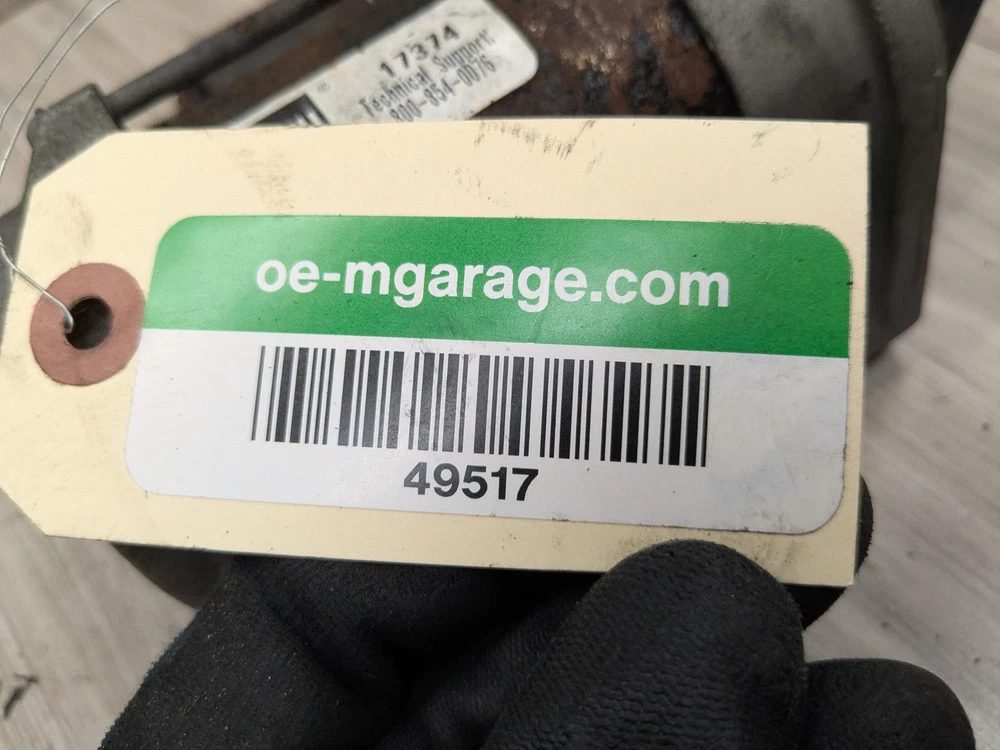 17374
Technical Support
800-854-0076
®
oe-mgarage.com
49517